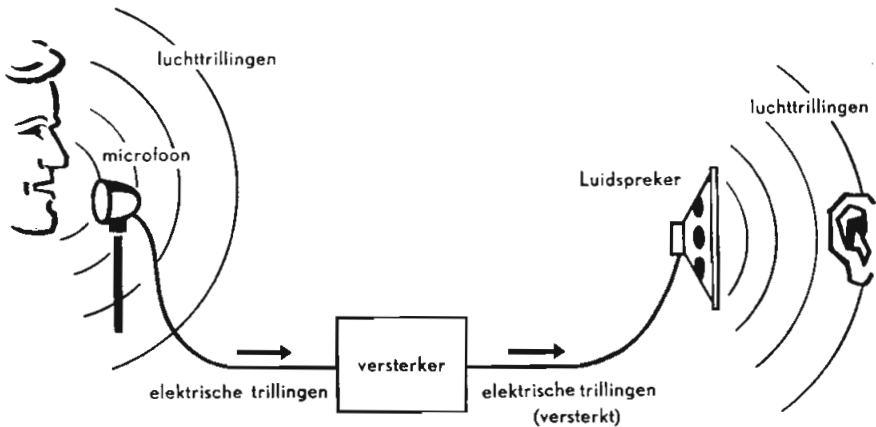 luchttrillingen
microfoon
luchttrillingen
Luidspreker
versterker
elektrische trillingen
elektrische trillingen
(versterkt)